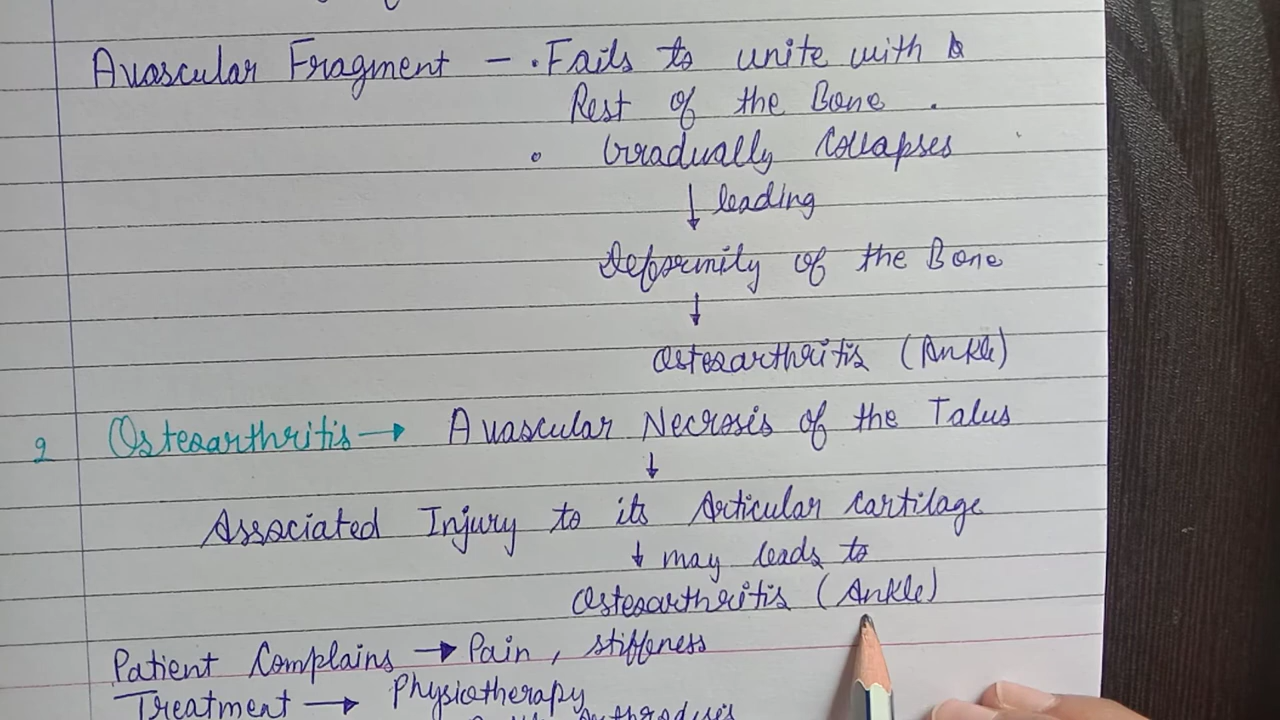 Avascular Fragment – . Fails to unite with
Rest of the Bone .
Gradually Collapses
↓ leading
Deformity of the Bone
↓
Osteoarthritis (Ankle)
2 Osteoarthritis → Avascular Necrosis of the Talus
↓
Associated Injury to its Articular cartilage
↓ may leads to
Osteoarthritis (Ankle)
Patient Complains → Pain , stiffeness
Treatment → Physiotherapy